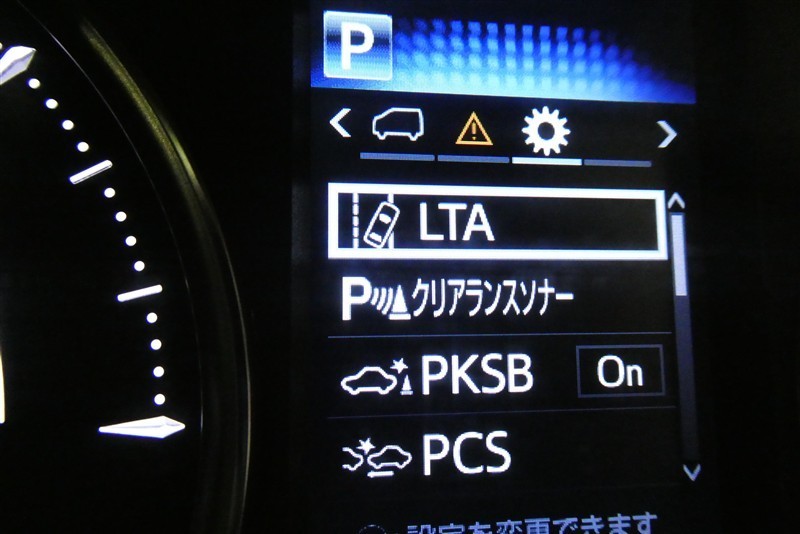 P
LTA
Pクリアランスソナー
PKSB On
PCS
設定を変更できます